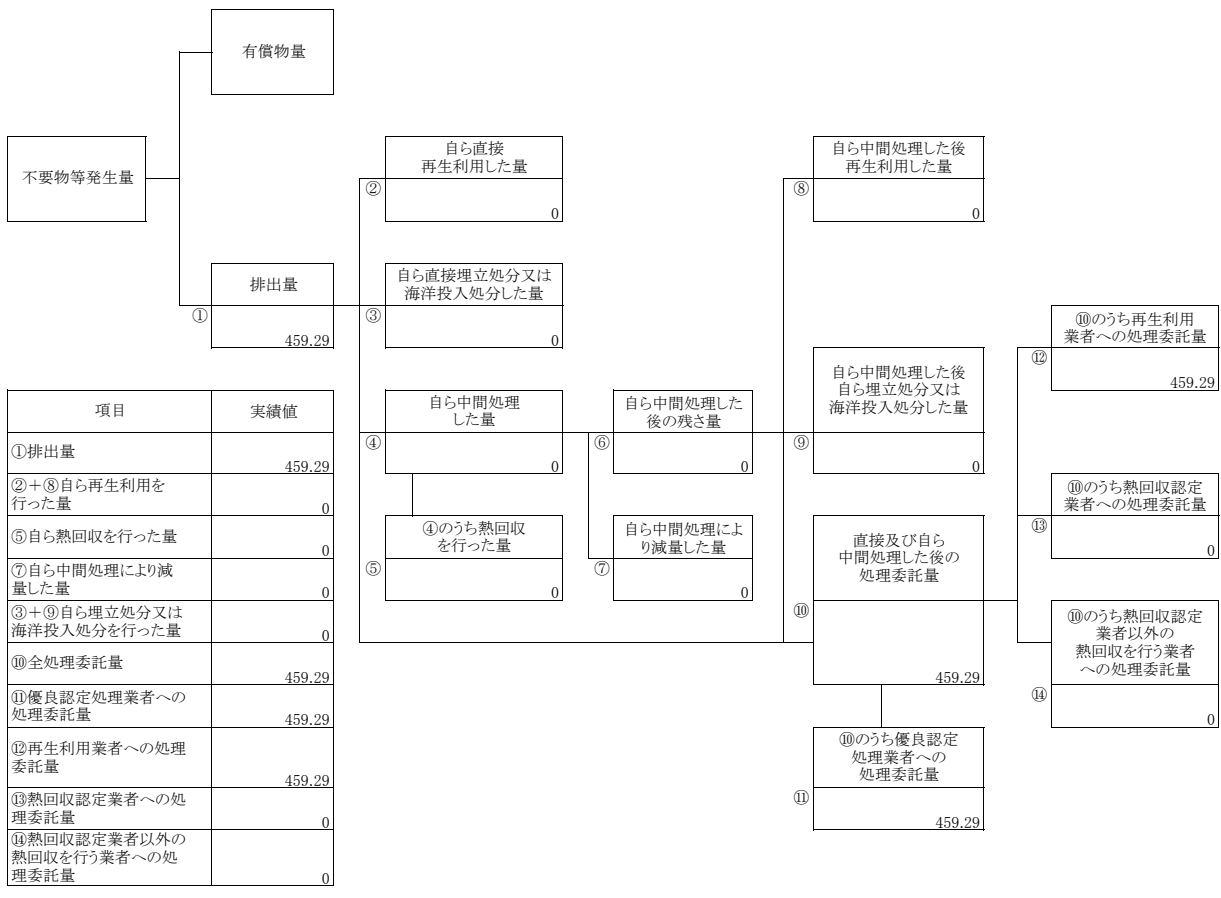 有償物量
不要物等発生量
排出量
①
459.29
自ら直接
再生利用した量
②
0
自ら直接埋立処分又は
海洋投入処分した量
③
0
自ら中間処理
した量
④
0
④のうち熱回収
を行った量
⑤
0
自ら中間処理した
後の残さ量
⑥
0
自ら中間処理によ
り減量した量
⑦
0
自ら中間処理した後
再生利用した量
⑧
0
自ら中間処理した後
自ら埋立処分又は
海洋投入処分した量
⑨
0
直接及び自ら
中間処理した後の
処理委託量
⑩
459.29
⑩のうち優良認定
処理業者への
処理委託量
⑪
459.29
⑩のうち再生利用
業者への処理委託量
⑫
459.29
⑩のうち熱回収認定
業者への処理委託量
⑬
0
⑩のうち熱回収認定
業者以外の
熱回収を行う業者
への処理委託量
⑭
0
項目 実績値
①排出量
459.29
②＋⑧自ら再生利用を
行った量
0
⑤自ら熱回収を行った量
0
⑦自ら中間処理により減
量した量
0
③＋⑨自ら埋立処分又は
海洋投入処分を行った量
0
⑩全処理委託量
459.29
⑪優良認定処理業者への
処理委託量
459.29
⑫再生利用業者への処理
委託量
459.29
⑬熱回収認定業者への処
理委託量
0
⑭熱回収認定業者以外の
熱回収を行う業者への処
理委託量
0